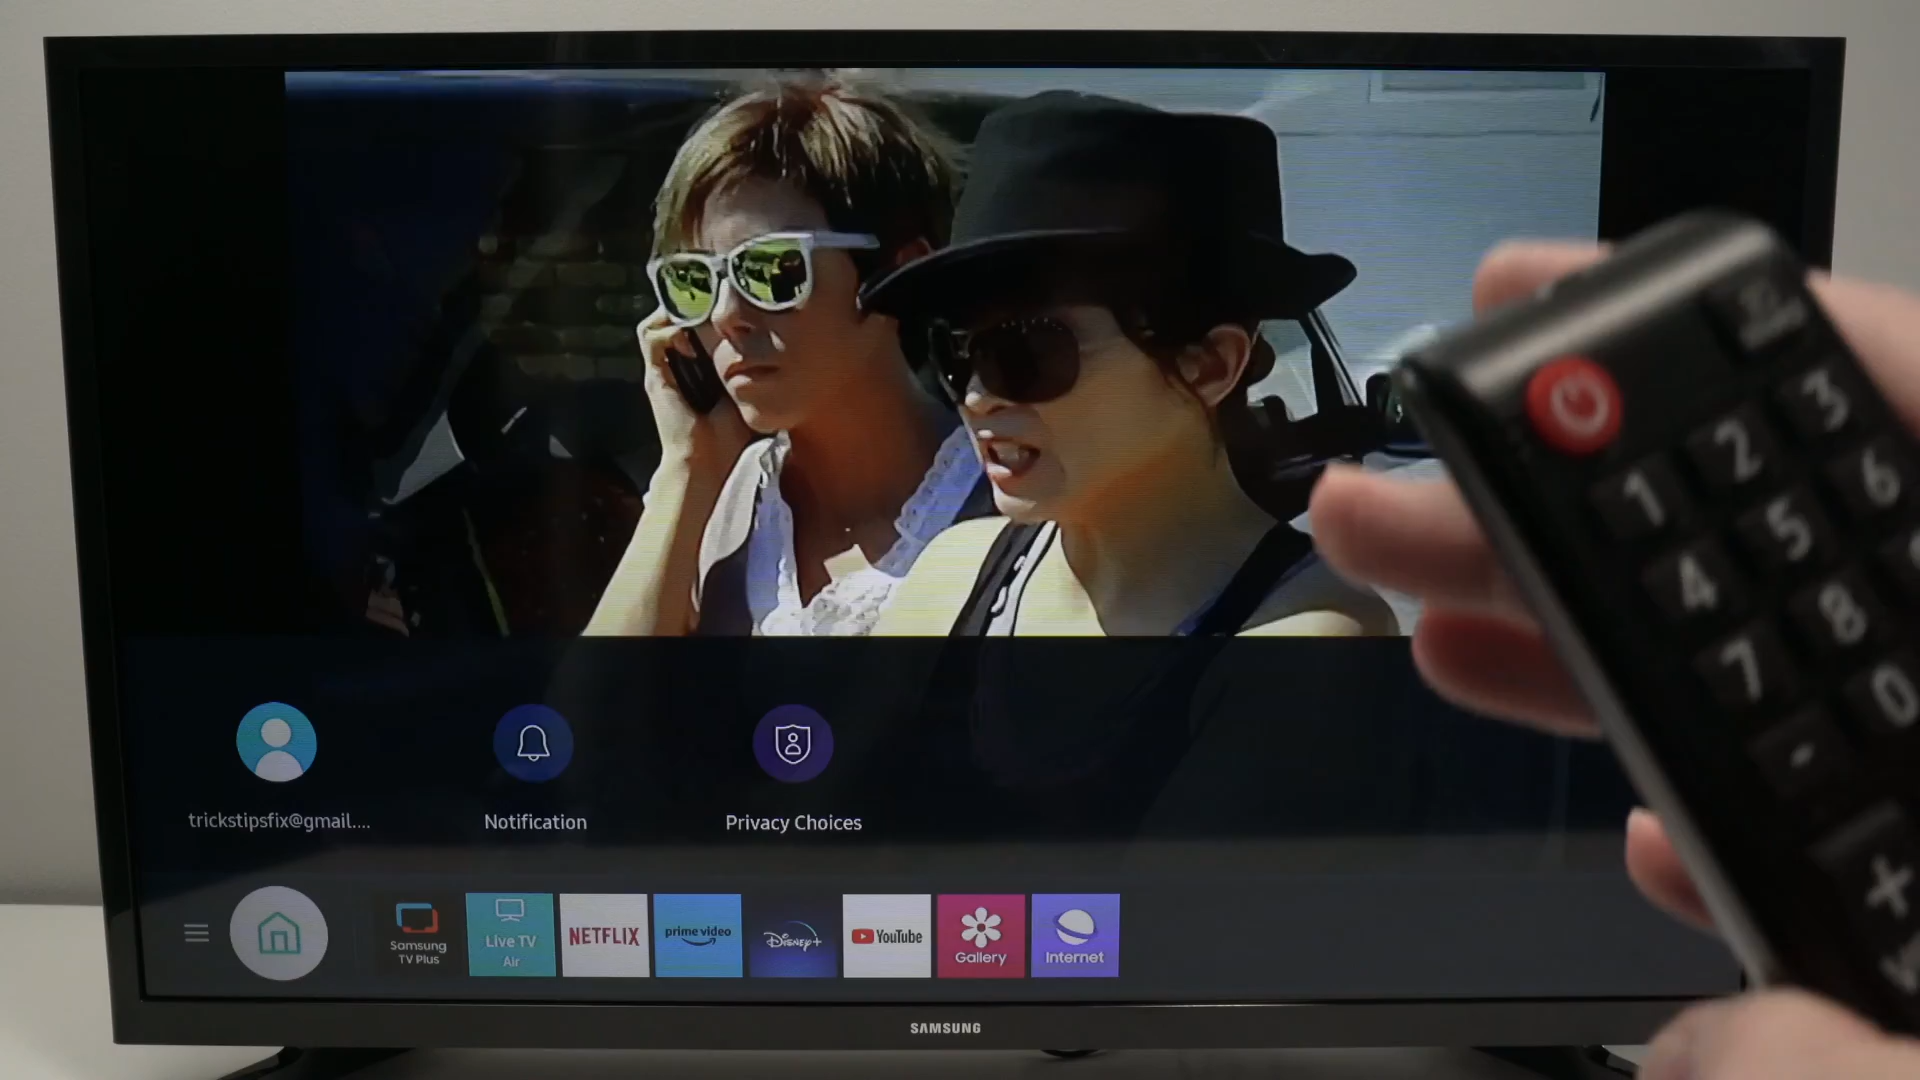 trickstipsfix@gmail....
Notification
Privacy Choices
Samsung
TV Plus
Live TV
Air
NETFLIX
prime video
Disney+
YouTube
Gallery
Internet
SAMSUNG
1
2
3
4
5
6
7
8
0
-
+